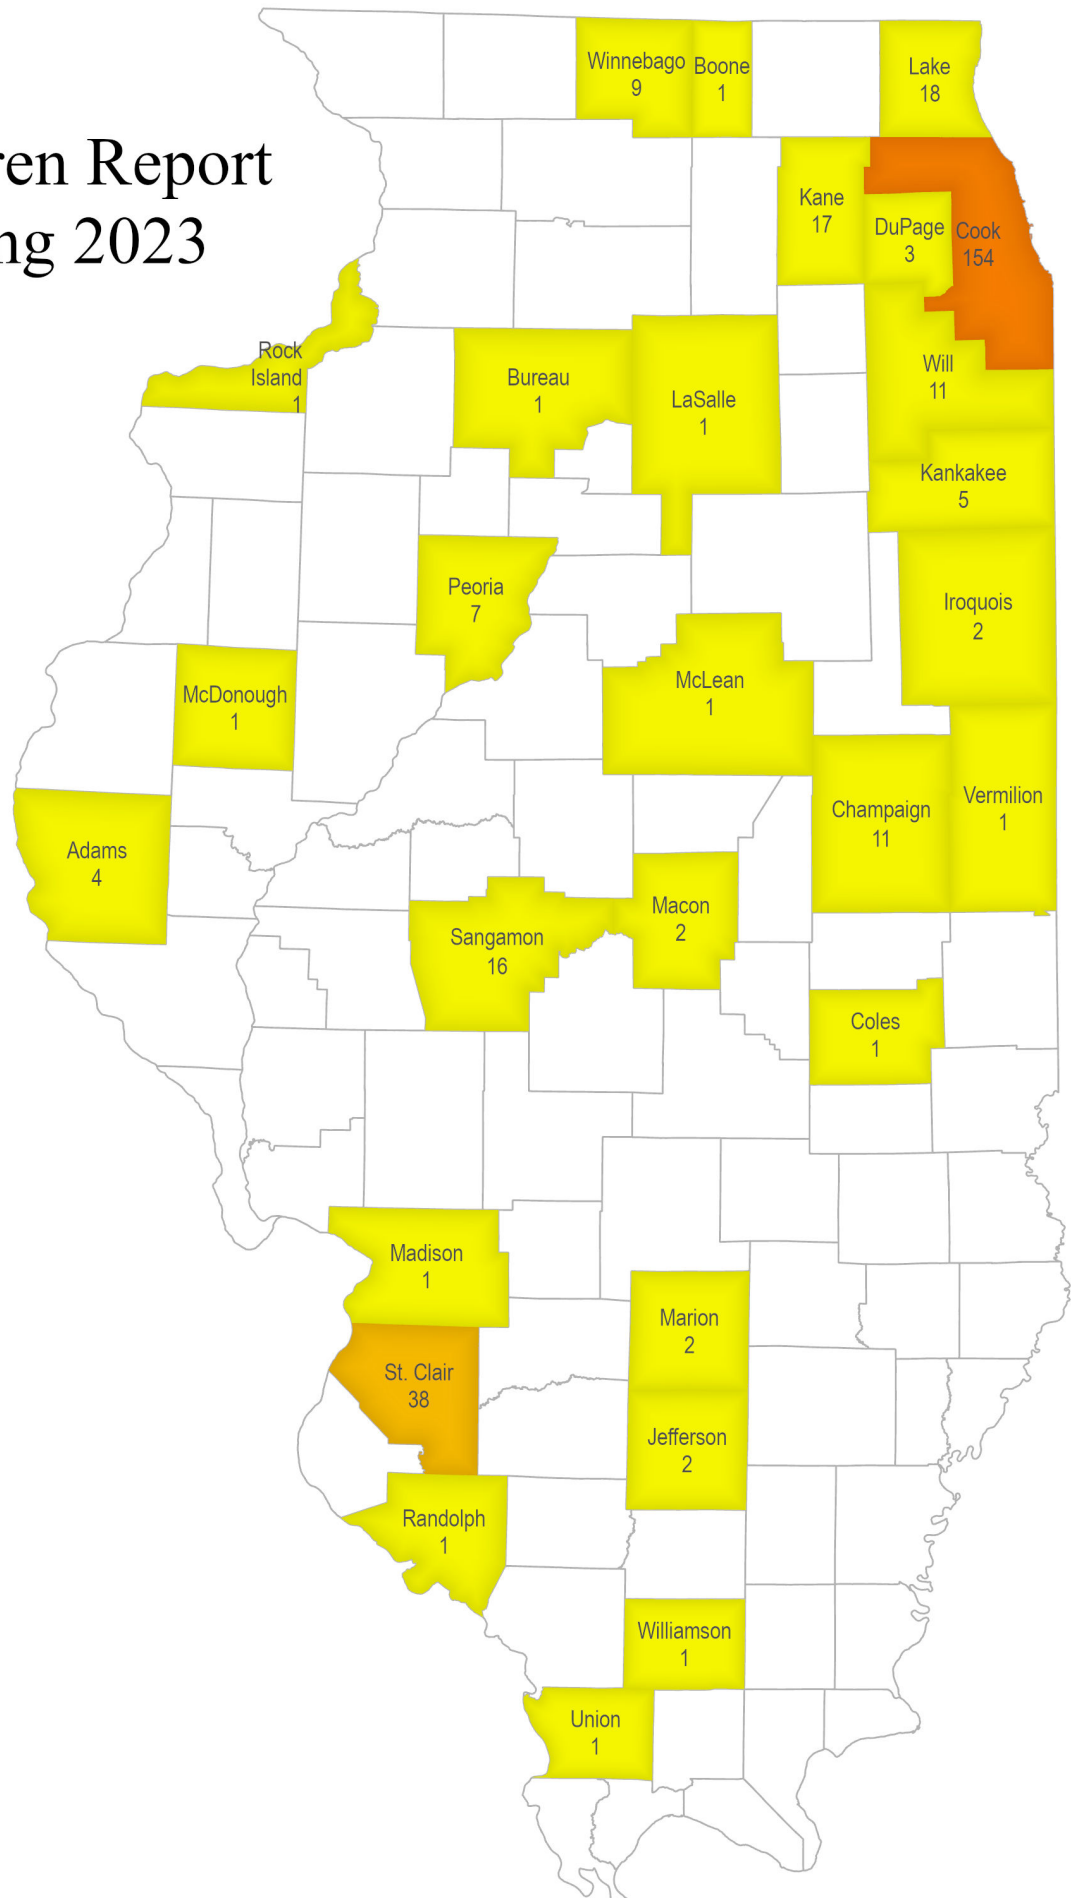 ren Report
ng 2023
Winnebago
9
Boone
1
Lake
18
Kane
17
DuPage
3
Cook
154
Rock
Island
1
Bureau
1
LaSalle
1
Will
11
Kankakee
5
Peoria
7
Iroquois
2
McDonough
1
McLean
1
Champaign
11
Vermilion
1
Adams
4
Sangamon
16
Macon
2
Coles
1
Madison
1
St. Clair
38
Marion
2
Jefferson
2
Randolph
1
Williamson
1
Union
1